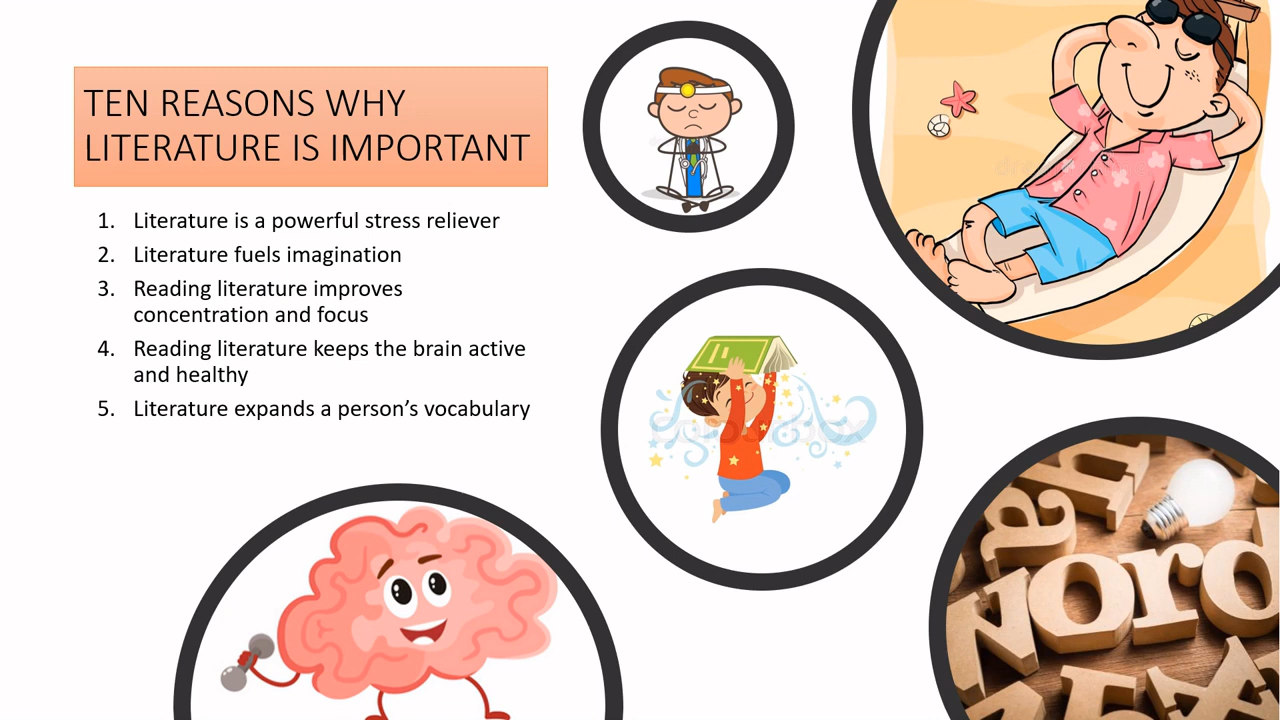 TEN REASONS WHY
LITERATURE IS IMPORTANT
1. Literature is a powerful stress reliever
2. Literature fuels imagination
3. Reading literature improves
concentration and focus
4. Reading literature keeps the brain active
and healthy
5. Literature expands a person’s vocabulary
word